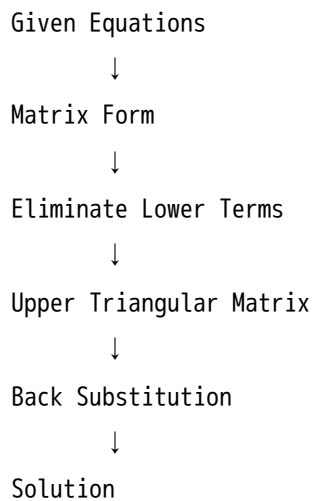 Given Equations
↓
Matrix Form
↓
Eliminate Lower Terms
↓
Upper Triangular Matrix
↓
Back Substitution
↓
Solution